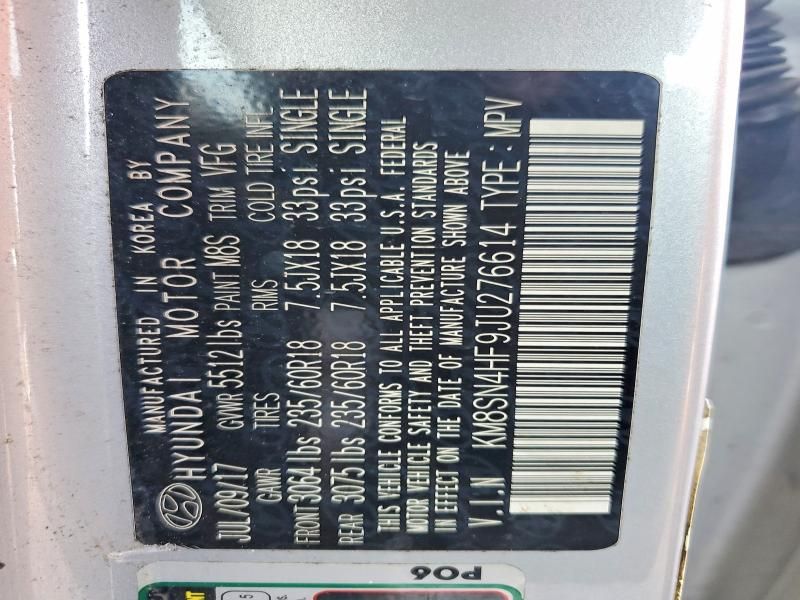 MANUFACTURED IN KOREA BY
HYUNDAI MOTOR COMPANY
JUL/09/17 GVWR 5512lbs PAINT M8S TRIM VFG
GAWR TIRES RIMS COLD TIRE INFL
FRONT 3064lbs 235/60R18 7.5JX18 33psi SINGLE
REAR 3075lbs 235/60R18 7.5JX18 33psi SINGLE
THIS VEHICLE CONFORMS TO ALL APPLICABLE U.S.A. FEDERAL
MOTOR VEHICLE SAFETY AND THEFT PREVENTION STANDARDS
IN EFFECT ON THE DATE OF MANUFACTURE SHOWN ABOVE
V.I.N KM8SN4HF9JU276614 TYPE : MPV
P06